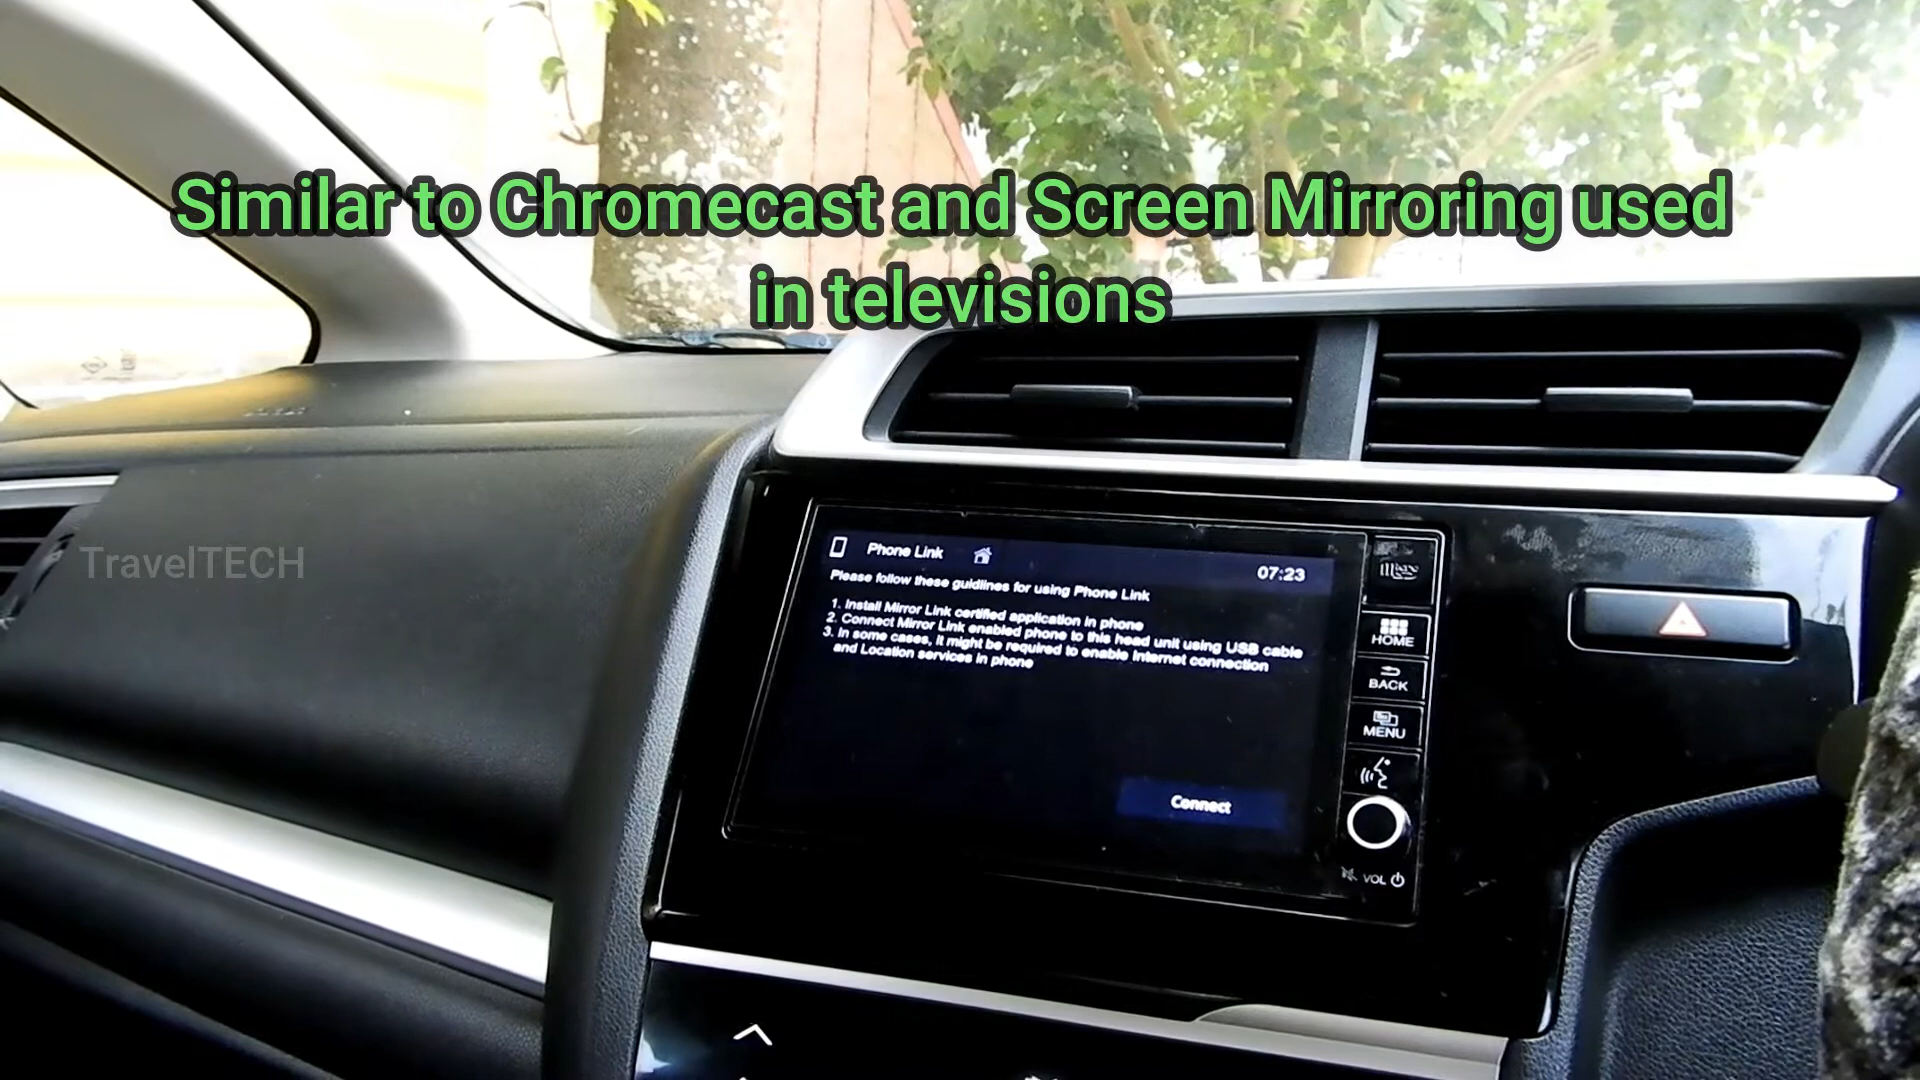 Similar to Chromecast and Screen Mirroring used
in televisions
TravelTECH
Phone Link
07:23
Please follow these guidlines for using Phone Link
1. Install Mirror Link certified application in phone
2. Connect Mirror Link enabled phone to this head unit using USB cable
3. In some cases, it might be required to enable Internet connection
and Location services in phone
Connect
HOME
BACK
MENU
VOL